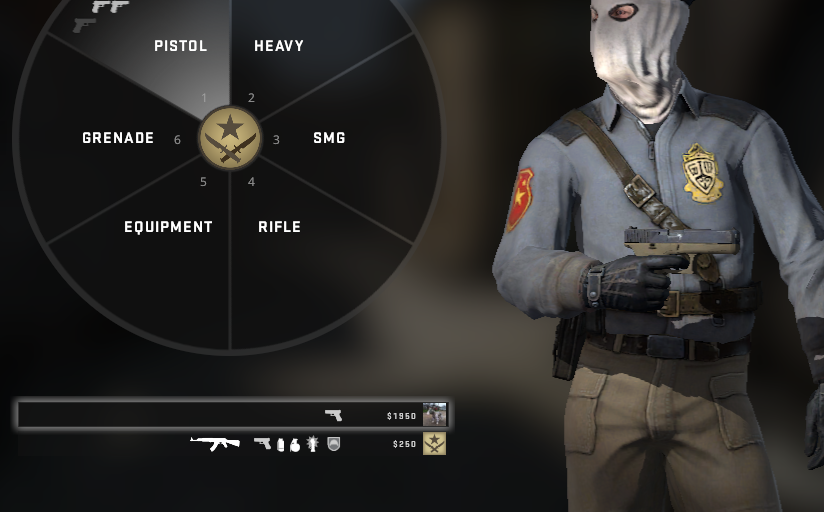 PISTOL
HEAVY
1
2
GRENADE
6
3
SMG
5
4
EQUIPMENT
RIFLE
$1950
$250